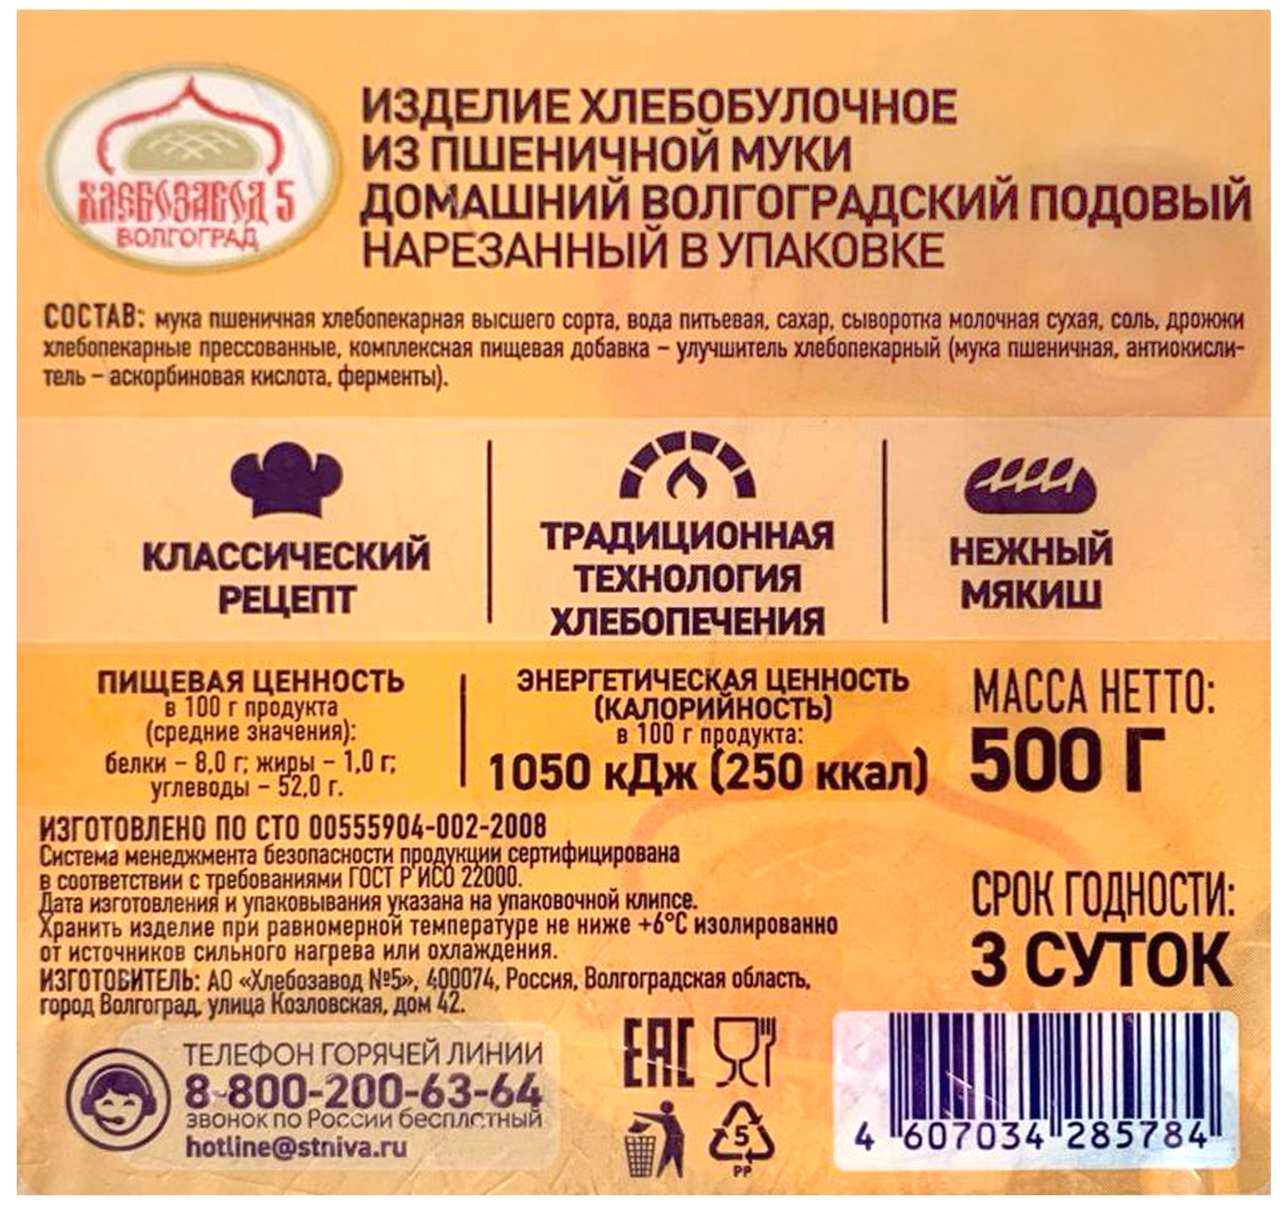 ХЛЕБОЗАВОД 5
ВОЛГОГРАД
ИЗДЕЛИЕ ХЛЕБОБУЛОЧНОЕ
ИЗ ПШЕНИЧНОЙ МУКИ
ДОМАШНИЙ ВОЛГОГРАДСКИЙ ПОДОВЫЙ
НАРЕЗАННЫЙ В УПАКОВКЕ
СОСТАВ: мука пшеничная хлебопекарная высшего сорта, вода питьевая, сахар, сыворотка молочная сухая, соль, дрожжи
хлебопекарные прессованные, комплексная пищевая добавка – улучшитель хлебопекарный (мука пшеничная, антиокисли-
тель – аскорбиновая кислота, ферменты).
КЛАССИЧЕСКИЙ
РЕЦЕПТ
ТРАДИЦИОННАЯ
ТЕХНОЛОГИЯ
ХЛЕБОПЕЧЕНИЯ
НЕЖНЫЙ
МЯКИШ
ПИЩЕВАЯ ЦЕННОСТЬ
в 100 г продукта
(средние значения):
белки – 8,0 г; жиры – 1,0 г;
углеводы – 52,0 г.
ЭНЕРГЕТИЧЕСКАЯ ЦЕННОСТЬ
(КАЛОРИЙНОСТЬ)
в 100 г продукта:
1050 кДж (250 ккал)
МАССА НЕТТО:
500 Г
ИЗГОТОВЛЕНО ПО СТО 00555904-002-2008
Система менеджмента безопасности продукции сертифицирована
в соответствии с требованиями ГОСТ Р ИСО 22000.
Дата изготовления и упаковывания указана на упаковочной клипсе.
Хранить изделие при равномерной температуре не ниже +6°С изолированно
от источников сильного нагрева или охлаждения.
ИЗГОТОВИТЕЛЬ: АО «Хлебозавод №5», 400074, Россия, Волгоградская область,
город Волгоград, улица Козловская, дом 42.
СРОК ГОДНОСТИ:
3 СУТОК
ТЕЛЕФОН ГОРЯЧЕЙ ЛИНИИ
8-800-200-63-64
звонок по России бесплатный
hotline@stniva.ru
ЕАС
5
PP
4 607034 285784